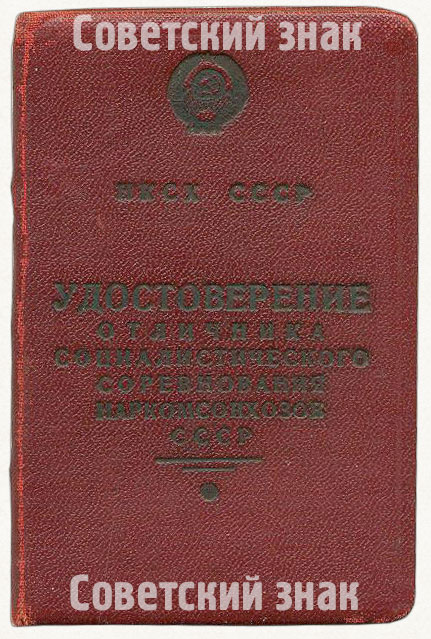 Советский знак
НКСХ СССР
УДОСТОВЕРЕНИЕ
ОТЛИЧНИКА
СОЦИАЛИСТИЧЕСКОГО
СОРЕВНОВАНИЯ
НАРКОМСОВХОЗОВ
СССР
Советский знак